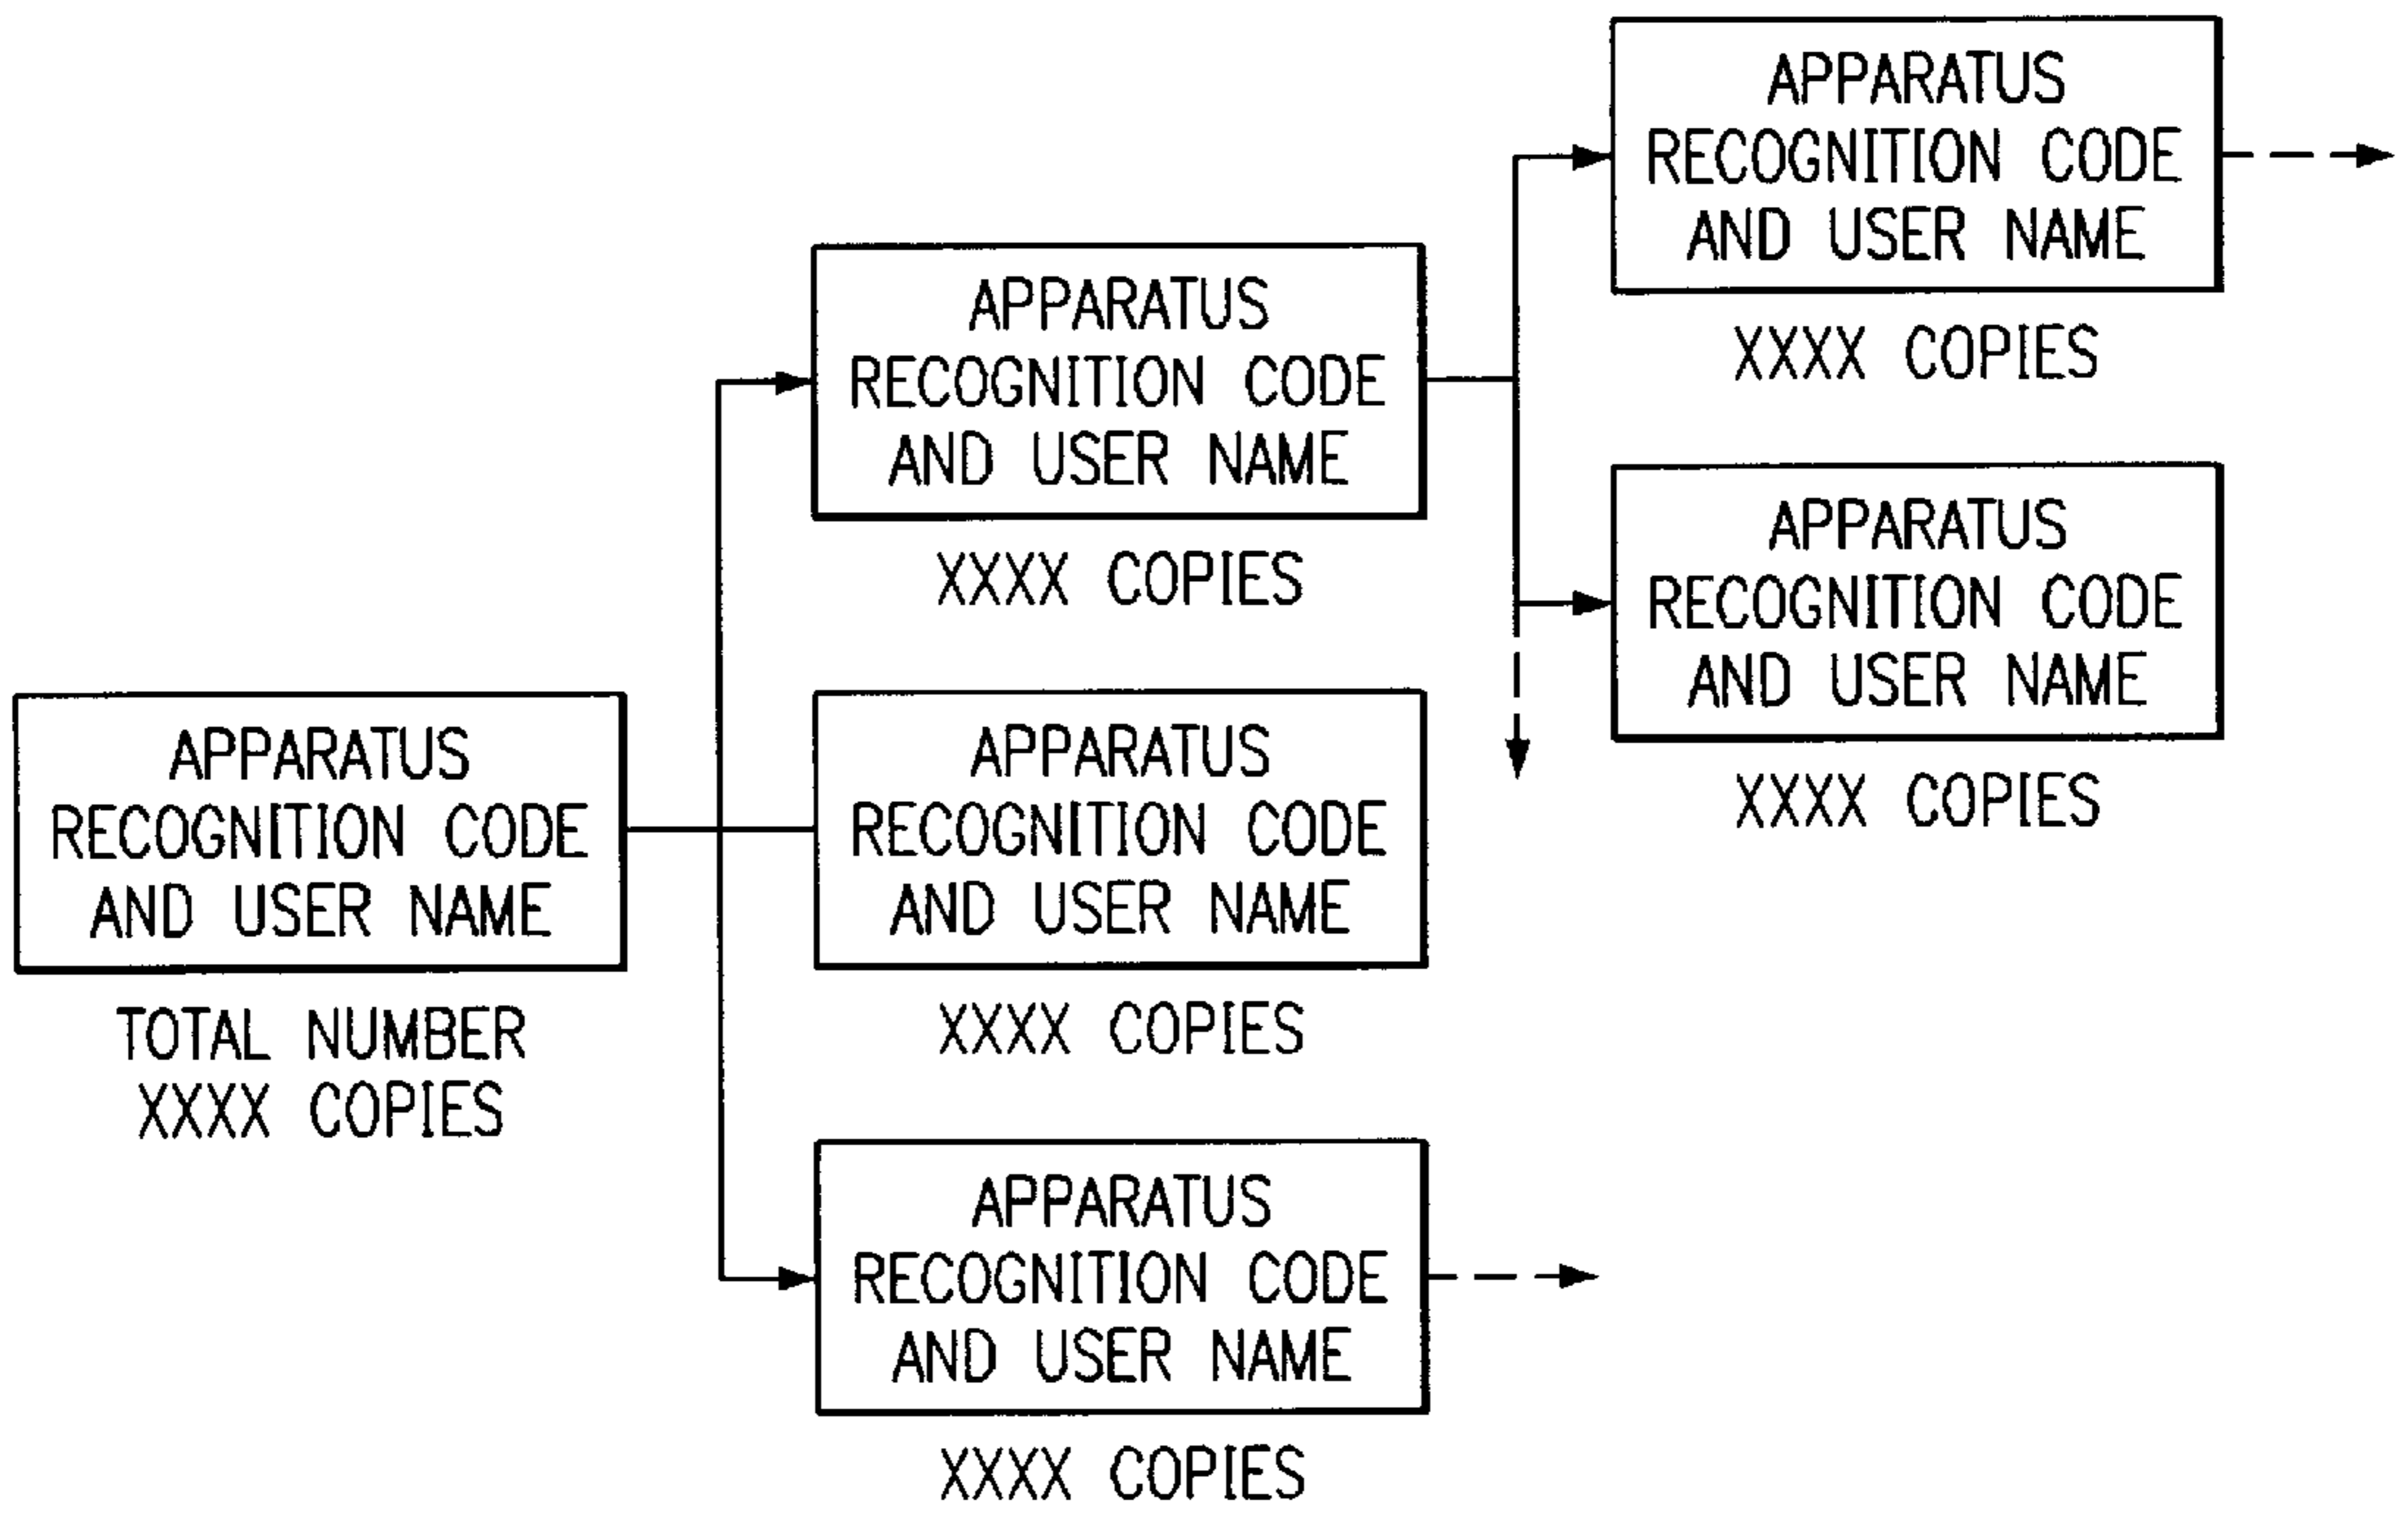 APPARATUS
RECOGNITION CODE
AND USER NAME
TOTAL NUMBER
XXXX COPIES
APPARATUS
RECOGNITION CODE
AND USER NAME
XXXX COPIES
APPARATUS
RECOGNITION CODE
AND USER NAME
XXXX COPIES
APPARATUS
RECOGNITION CODE
AND USER NAME
XXXX COPIES
APPARATUS
RECOGNITION CODE
AND USER NAME
XXXX COPIES
APPARATUS
RECOGNITION CODE
AND USER NAME
XXXX COPIES